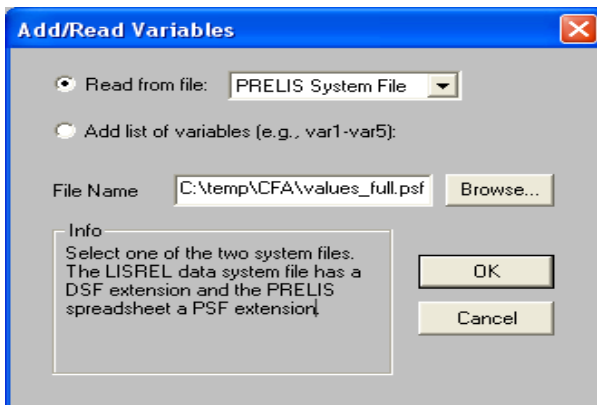 Add/Read Variables
Read from file: PRELIS System File
Add list of variables (e.g., var1-var5):
File Name C:\temp\CFA\values_full.psf Browse...
Info
Select one of the two system files.
The LISREL data system file has a
DSF extension and the PRELIS
spreadsheet a PSF extension.
OK
Cancel